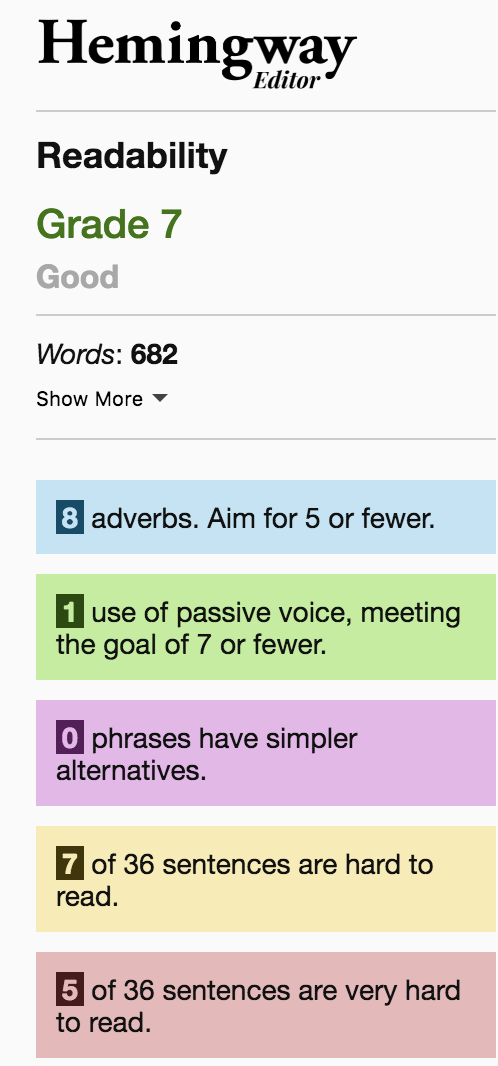 Hemingway
Editor
Readability
Grade 7
Good
Words: 682
Show More
8 adverbs. Aim for 5 or fewer.
1 use of passive voice, meeting
the goal of 7 or fewer.
0 phrases have simpler
alternatives.
7 of 36 sentences are hard to
read.
5 of 36 sentences are very hard
to read.